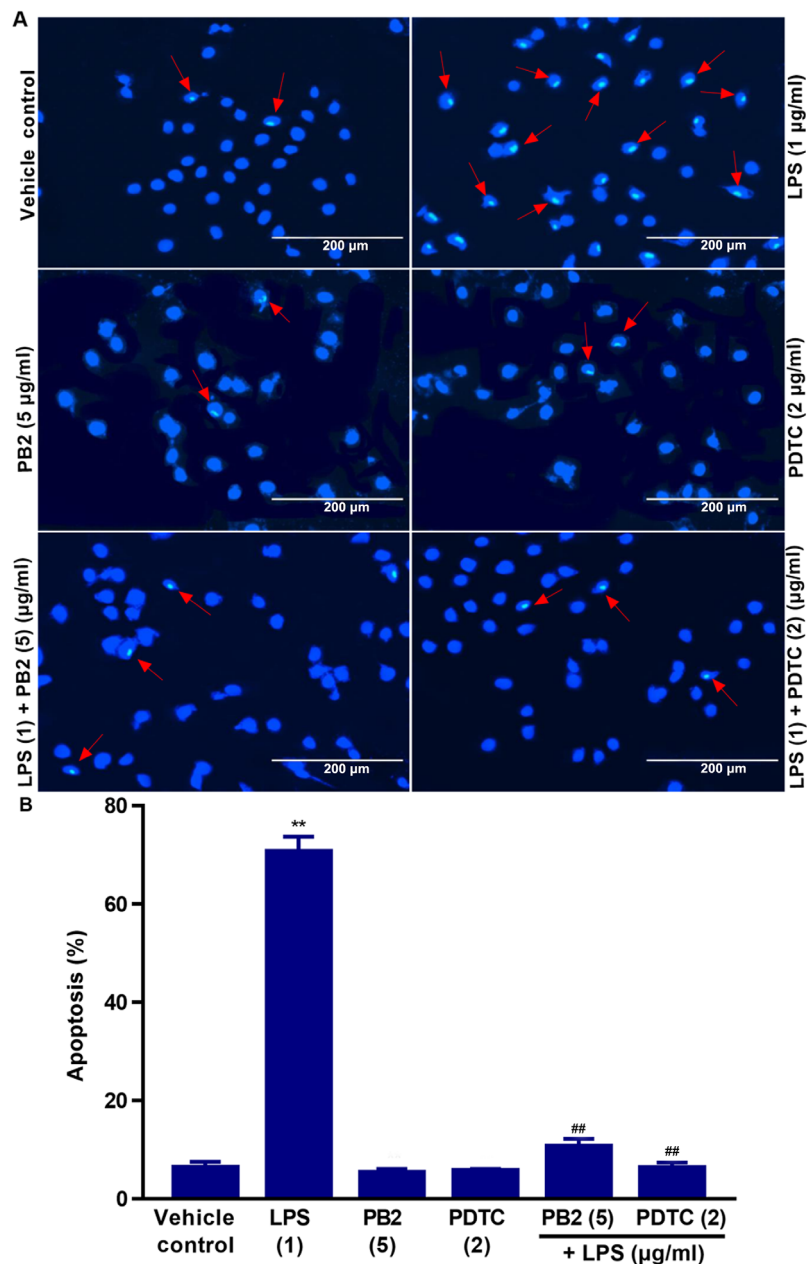 A
Vehicle control
200 µm
LPS (1 µg/ml)
200 µm
PB2 (5 µg/ml)
200 µm
PDTC (2 µg/ml)
200 µm
LPS (1) + PB2 (5) (µg/ml)
200 µm
LPS (1) + PDTC (2) (µg/ml)
200 µm
B
Apoptosis (%)
80
60
40
20
0
**
##
##
Vehicle control
LPS (1)
PB2 (5)
PDTC (2)
PB2 (5)
PDTC (2)
+ LPS (µg/ml)